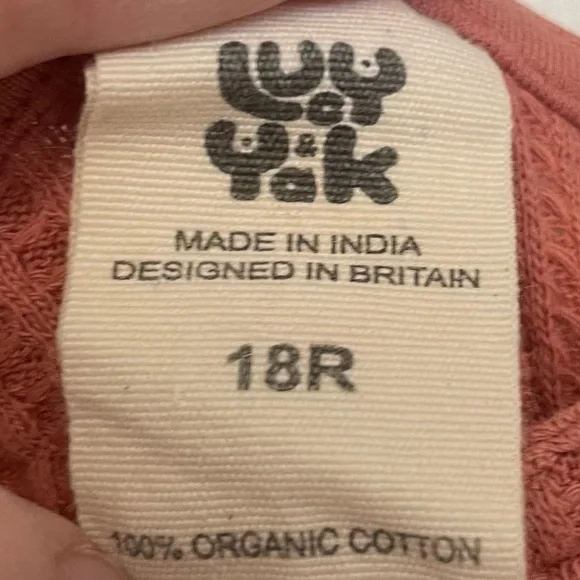 Lucy
& Yak
MADE IN INDIA
DESIGNED IN BRITAIN
18R
100% ORGANIC COTTON